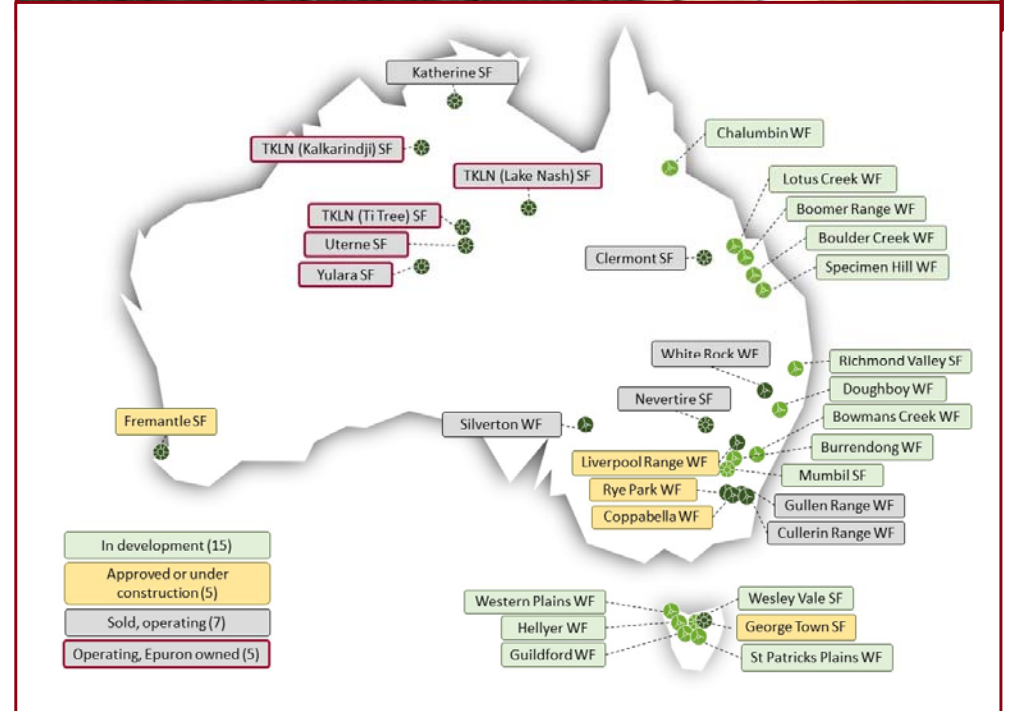 Katherine SF
Chalumbin WF
TKLN (Kalkarindji) SF
TKLN (Lake Nash) SF
Lotus Creek WF
Boomer Range WF
TKLN (Ti Tree) SF
Boulder Creek WF
Uterne SF
Clermont SF
Specimen Hill WF
Yulara SF
White Rock WF
Richmond Valley SF
Doughboy WF
Nevertire SF
Bowmans Creek WF
Fremantle SF
Silverton WF
Burrendong WF
Liverpool Range WF
Mumbil SF
Rye Park WF
Gullen Range WF
Coppabella WF
Cullerin Range WF
In development (15)
Approved or under
construction (5)
Sold, operating (7)
Operating, Epuron owned (5)
Western Plains WF
Wesley Vale SF
Hellyer WF
George Town SF
Guildford WF
St Patricks Plains WF